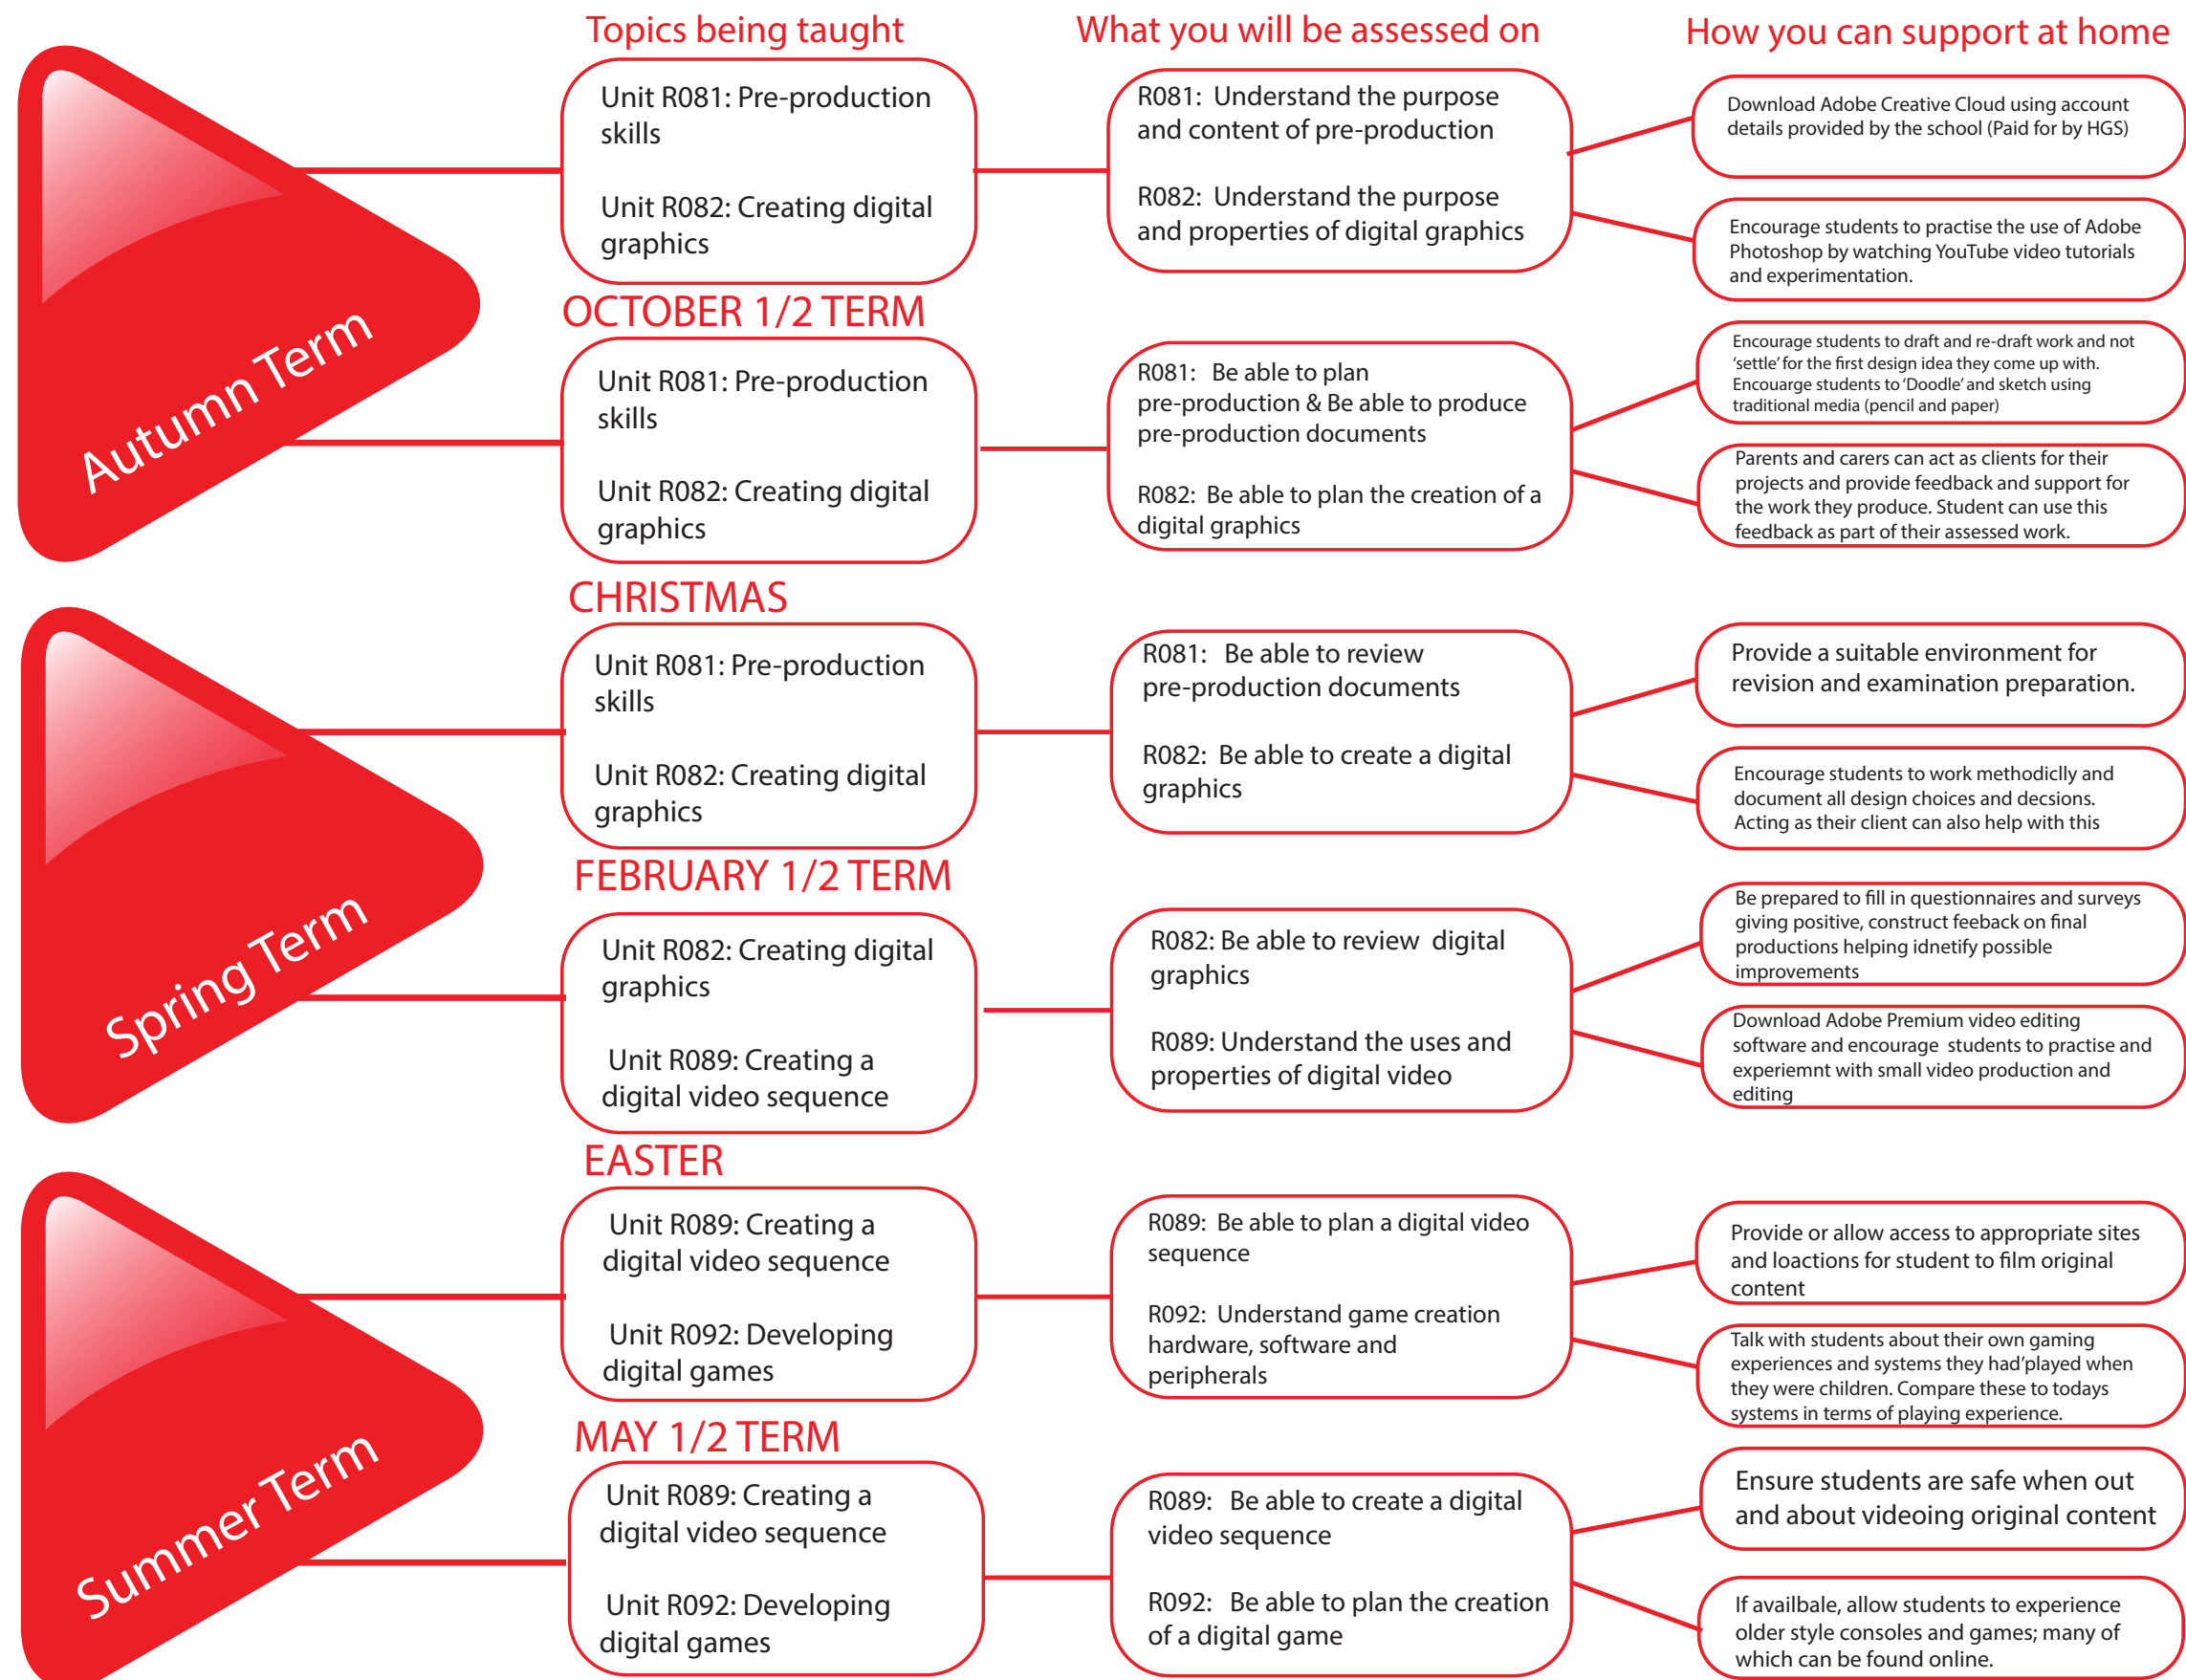 Topics being taught
What you will be assessed on
How you can support at home
Autumn Term
Unit R081: Pre-production
skills
Unit R082: Creating digital
graphics
R081: Understand the purpose
and content of pre-production
R082: Understand the purpose
and properties of digital graphics
Download Adobe Creative Cloud using account
details provided by the school (Paid for by HGS)
Encourage students to practise the use of Adobe
Photoshop by watching YouTube video tutorials
and experimentation.
OCTOBER 1/2 TERM
Unit R081: Pre-production
skills
Unit R082: Creating digital
graphics
R081: Be able to plan
pre-production & Be able to produce
pre-production documents
R082: Be able to plan the creation of a
digital graphics
Encourage students to draft and re-draft work and not
‘settle’ for the first design idea they come up with.
Encouarge students to ‘Doodle’ and sketch using
traditional media (pencil and paper)
Parents and carers can act as clients for their
projects and provide feedback and support for
the work they produce. Student can use this
feedback as part of their assessed work.
CHRISTMAS
Spring Term
Unit R081: Pre-production
skills
Unit R082: Creating digital
graphics
R081: Be able to review
pre-production documents
R082: Be able to create a digital
graphics
Provide a suitable environment for
revision and examination preparation.
Encourage students to work methodiclly and
document all design choices and decsions.
Acting as their client can also help with this
FEBRUARY 1/2 TERM
Unit R082: Creating digital
graphics
Unit R089: Creating a
digital video sequence
R082: Be able to review digital
graphics
R089: Understand the uses and
properties of digital video
Be prepared to fill in questionnaires and surveys
giving positive, construct feeback on final
productions helping idnetify possible
improvements
Download Adobe Premium video editing
software and encourage students to practise and
experiemnt with small video production and
editing
EASTER
Summer Term
Unit R089: Creating a
digital video sequence
Unit R092: Developing
digital games
R089: Be able to plan a digital video
sequence
R092: Understand game creation
hardware, software and
peripherals
Provide or allow access to appropriate sites
and loactions for student to film original
content
Talk with students about their own gaming
experiences and systems they had’played when
they were children. Compare these to todays
systems in terms of playing experience.
MAY 1/2 TERM
Unit R089: Creating a
digital video sequence
Unit R092: Developing
digital games
R089: Be able to create a digital
video sequence
R092: Be able to plan the creation
of a digital game
Ensure students are safe when out
and about videoing original content
If availbale, allow students to experience
older style consoles and games; many of
which can be found online.